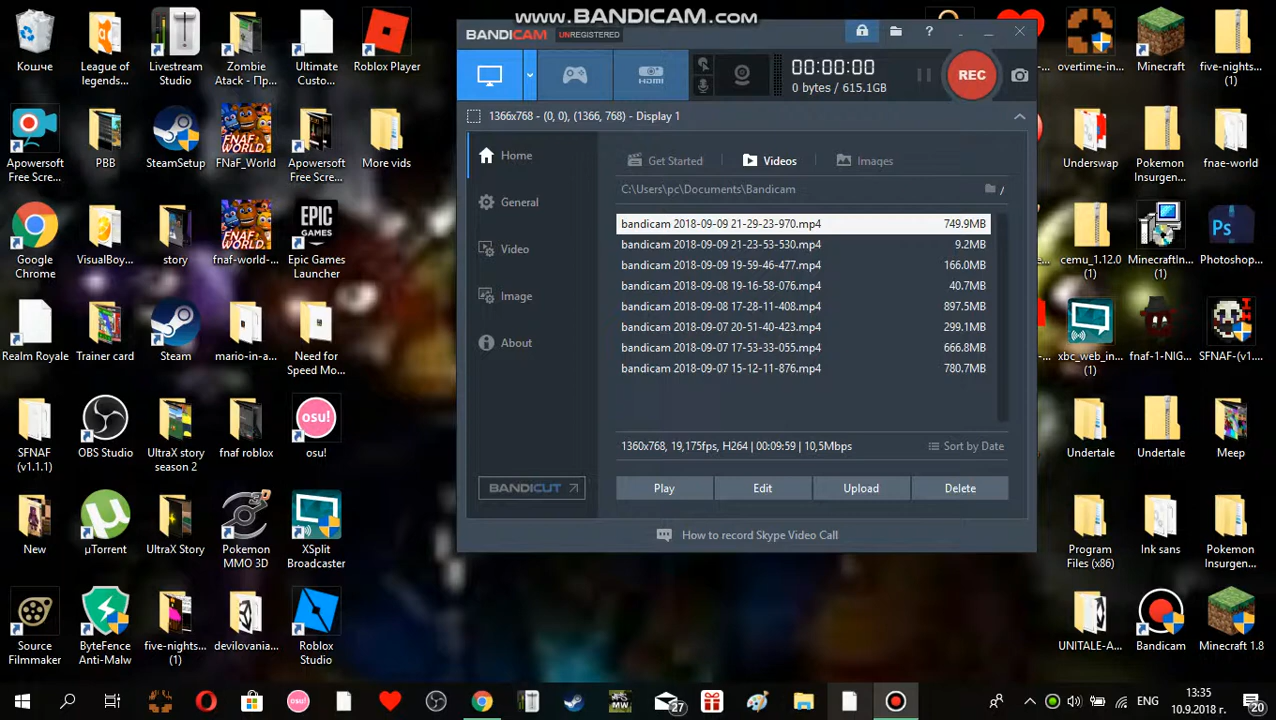 www.BANDICAM.com
Кошче
League of legends...
Livestream Studio
Zombie Atack - Пр...
Ultimate Custo...
Roblox Player
Apowersoft Free Scre...
PBB
SteamSetup
FNaF_World
Apowersoft Free Scre...
More vids
Google Chrome
VisualBoy...
story
fnaf-world-...
Epic Games Launcher
EPIC GAMES
Realm Royale
Trainer card
Steam
mario-in-a...
Need for Speed Mo...
SFNAF (v1.1.1)
OBS Studio
UltraX story season 2
fnaf roblox
osu!
osu!
New
µTorrent
UltraX Story
Pokemon MMO 3D
XSplit Broadcaster
Source Filmmaker
ByteFence Anti-Malw
five-nights... (1)
devilovania...
Roblox Studio
BANDICAM UNREGISTERED
?
HDMI
00:00:00
0 bytes / 615.1GB
REC
1366x768 - (0, 0), (1366, 768) - Display 1
Home
General
Video
Image
About
BANDICUT
Get Started
Videos
Images
C:\Users\pc\Documents\Bandicam
/
bandicam 2018-09-09 21-29-23-970.mp4 749.9MB
bandicam 2018-09-09 21-23-53-530.mp4 9.2MB
bandicam 2018-09-09 19-59-46-477.mp4 166.0MB
bandicam 2018-09-08 19-16-58-076.mp4 40.7MB
bandicam 2018-09-08 17-28-11-408.mp4 897.5MB
bandicam 2018-09-07 20-51-40-423.mp4 299.1MB
bandicam 2018-09-07 17-53-33-055.mp4 666.8MB
bandicam 2018-09-07 15-12-11-876.mp4 780.7MB
1360x768, 19,175fps, H264 | 00:09:59 | 10,5Mbps
Sort by Date
Play
Edit
Upload
Delete
How to record Skype Video Call
overtime-in...
Minecraft
five-nights... (1)
Underswap
Pokemon Insurgen...
fnae-world
cemu_1.12.0 (1)
MinecraftIn... (1)
Ps
Photoshop...
xbc_web_in... (1)
fnaf-1-NIG...
SFNAF-(v1....
Undertale
Undertale
Meep
Program Files (x86)
Ink sans
Pokemon Insurgen...
UNITALE-A...
Bandicam
Minecraft 1.8
osu!
MW
27
ENG
13:35
10.9.2018 г.
20